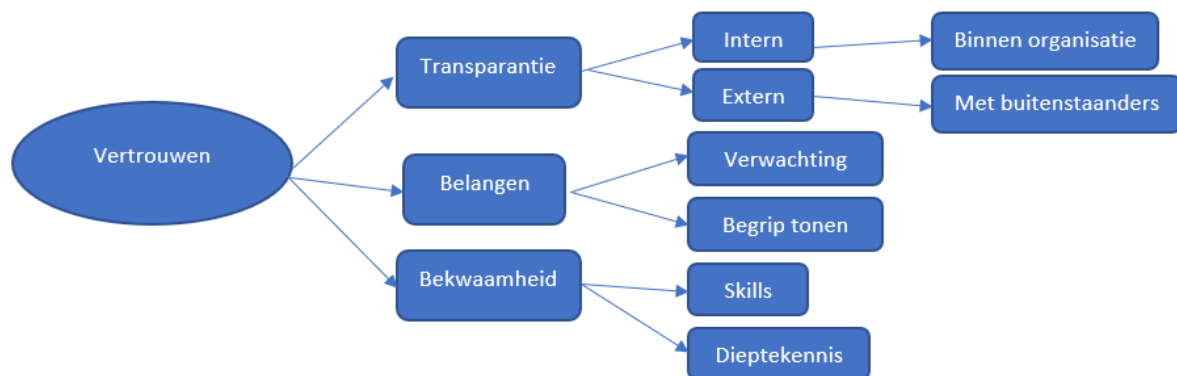 Vertrouwen
Transparantie
Intern
Binnen organisatie
Extern
Met buitenstaanders
Belangen
Verwachting
Begrip tonen
Bekwaamheid
Skills
Dieptekennis